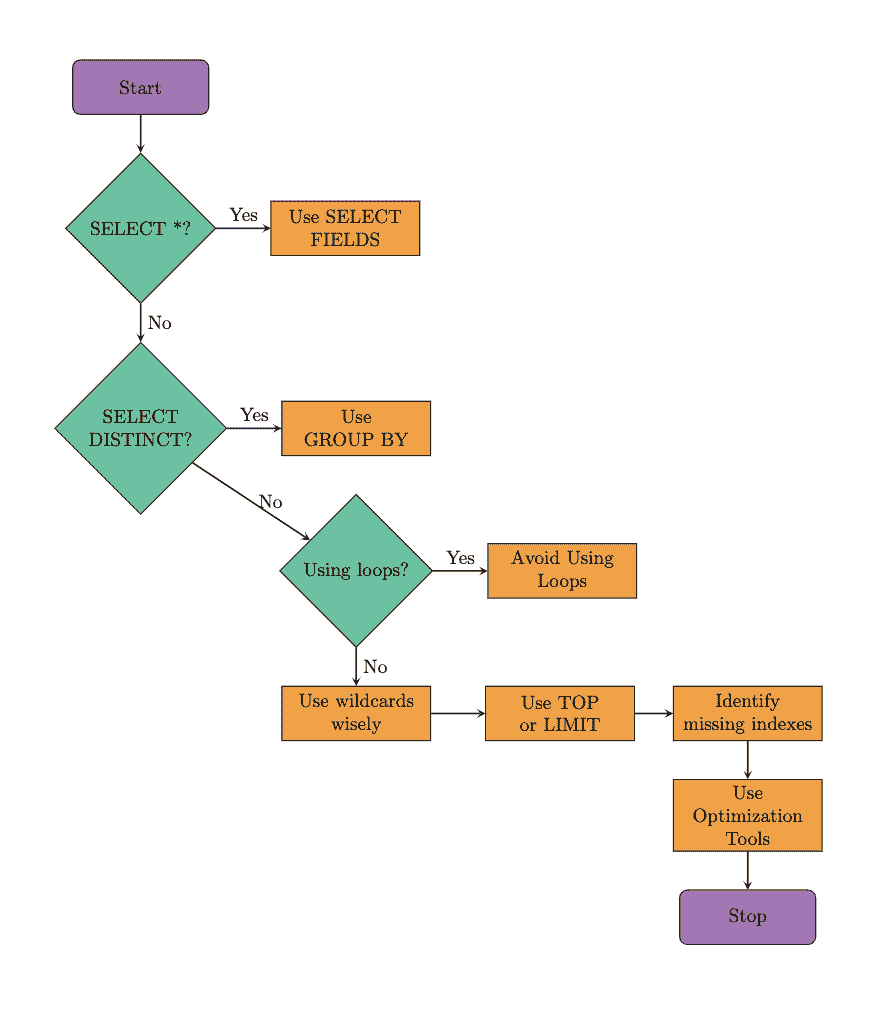 Start
SELECT *?
Yes
Use SELECT
FIELDS
No
SELECT
DISTINCT?
Yes
Use
GROUP BY
No
Using loops?
Yes
Avoid Using
Loops
No
Use wildcards
wisely
Use TOP
or LIMIT
Identify
missing indexes
Use
Optimization
Tools
Stop